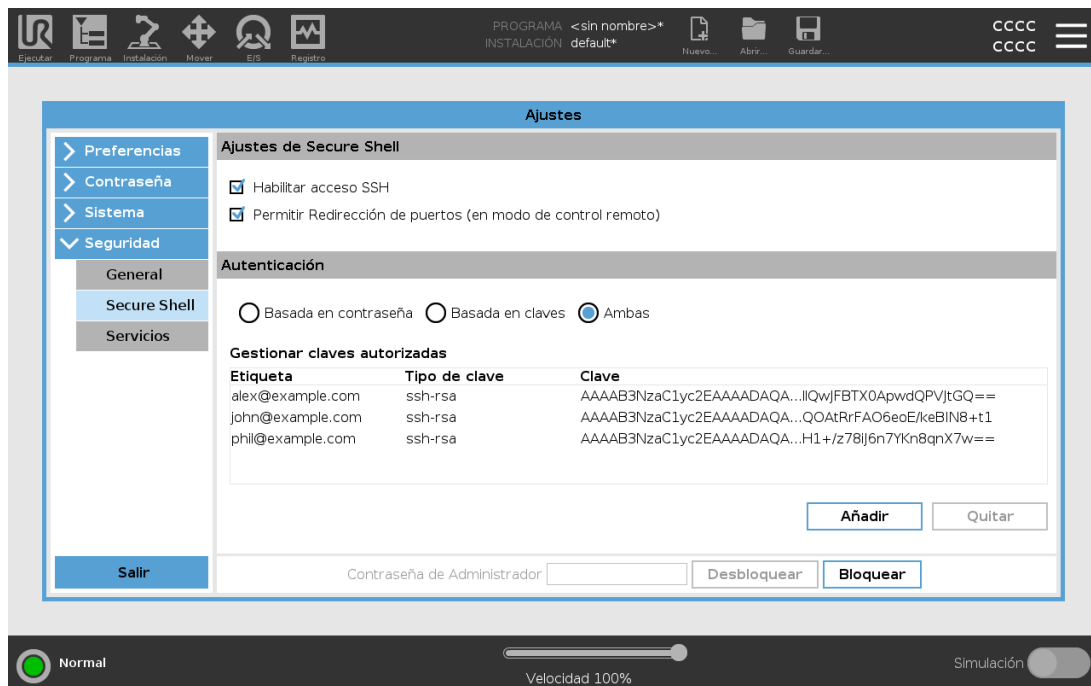 PROGRAMA <sin nombre>*
INSTALACIÓN default*
CCCC
CCCC
Ejecutar Programa Instalación Mover E/S Registro Nuevo... Abrir... Guardar...
Ajustes
Preferencias
Contraseña
Sistema
Seguridad
General
Secure Shell
Servicios
Salir
Ajustes de Secure Shell
Habilitar acceso SSH
Permitir Redirección de puertos (en modo de control remoto)
Autenticación
Basada en contraseña Basada en claves Ambas
Gestionar claves autorizadas
Etiqueta Tipo de clave Clave
alex@example.com ssh-rsa AAAAB3NzaC1yc2EAAAADAQA...IlQwJFBTX0ApwdQPVJtGQ==
john@example.com ssh-rsa AAAAB3NzaC1yc2EAAAADAQA...QOAtRrFAO6eoE/keBIN8+t1
phil@example.com ssh-rsa AAAAB3NzaC1yc2EAAAADAQA...H1+/z78iJ6n7YKn8qnX7w==
Añadir Quitar
Contraseña de Administrador Desbloquear Bloquear
Normal
Velocidad 100%
Simulación